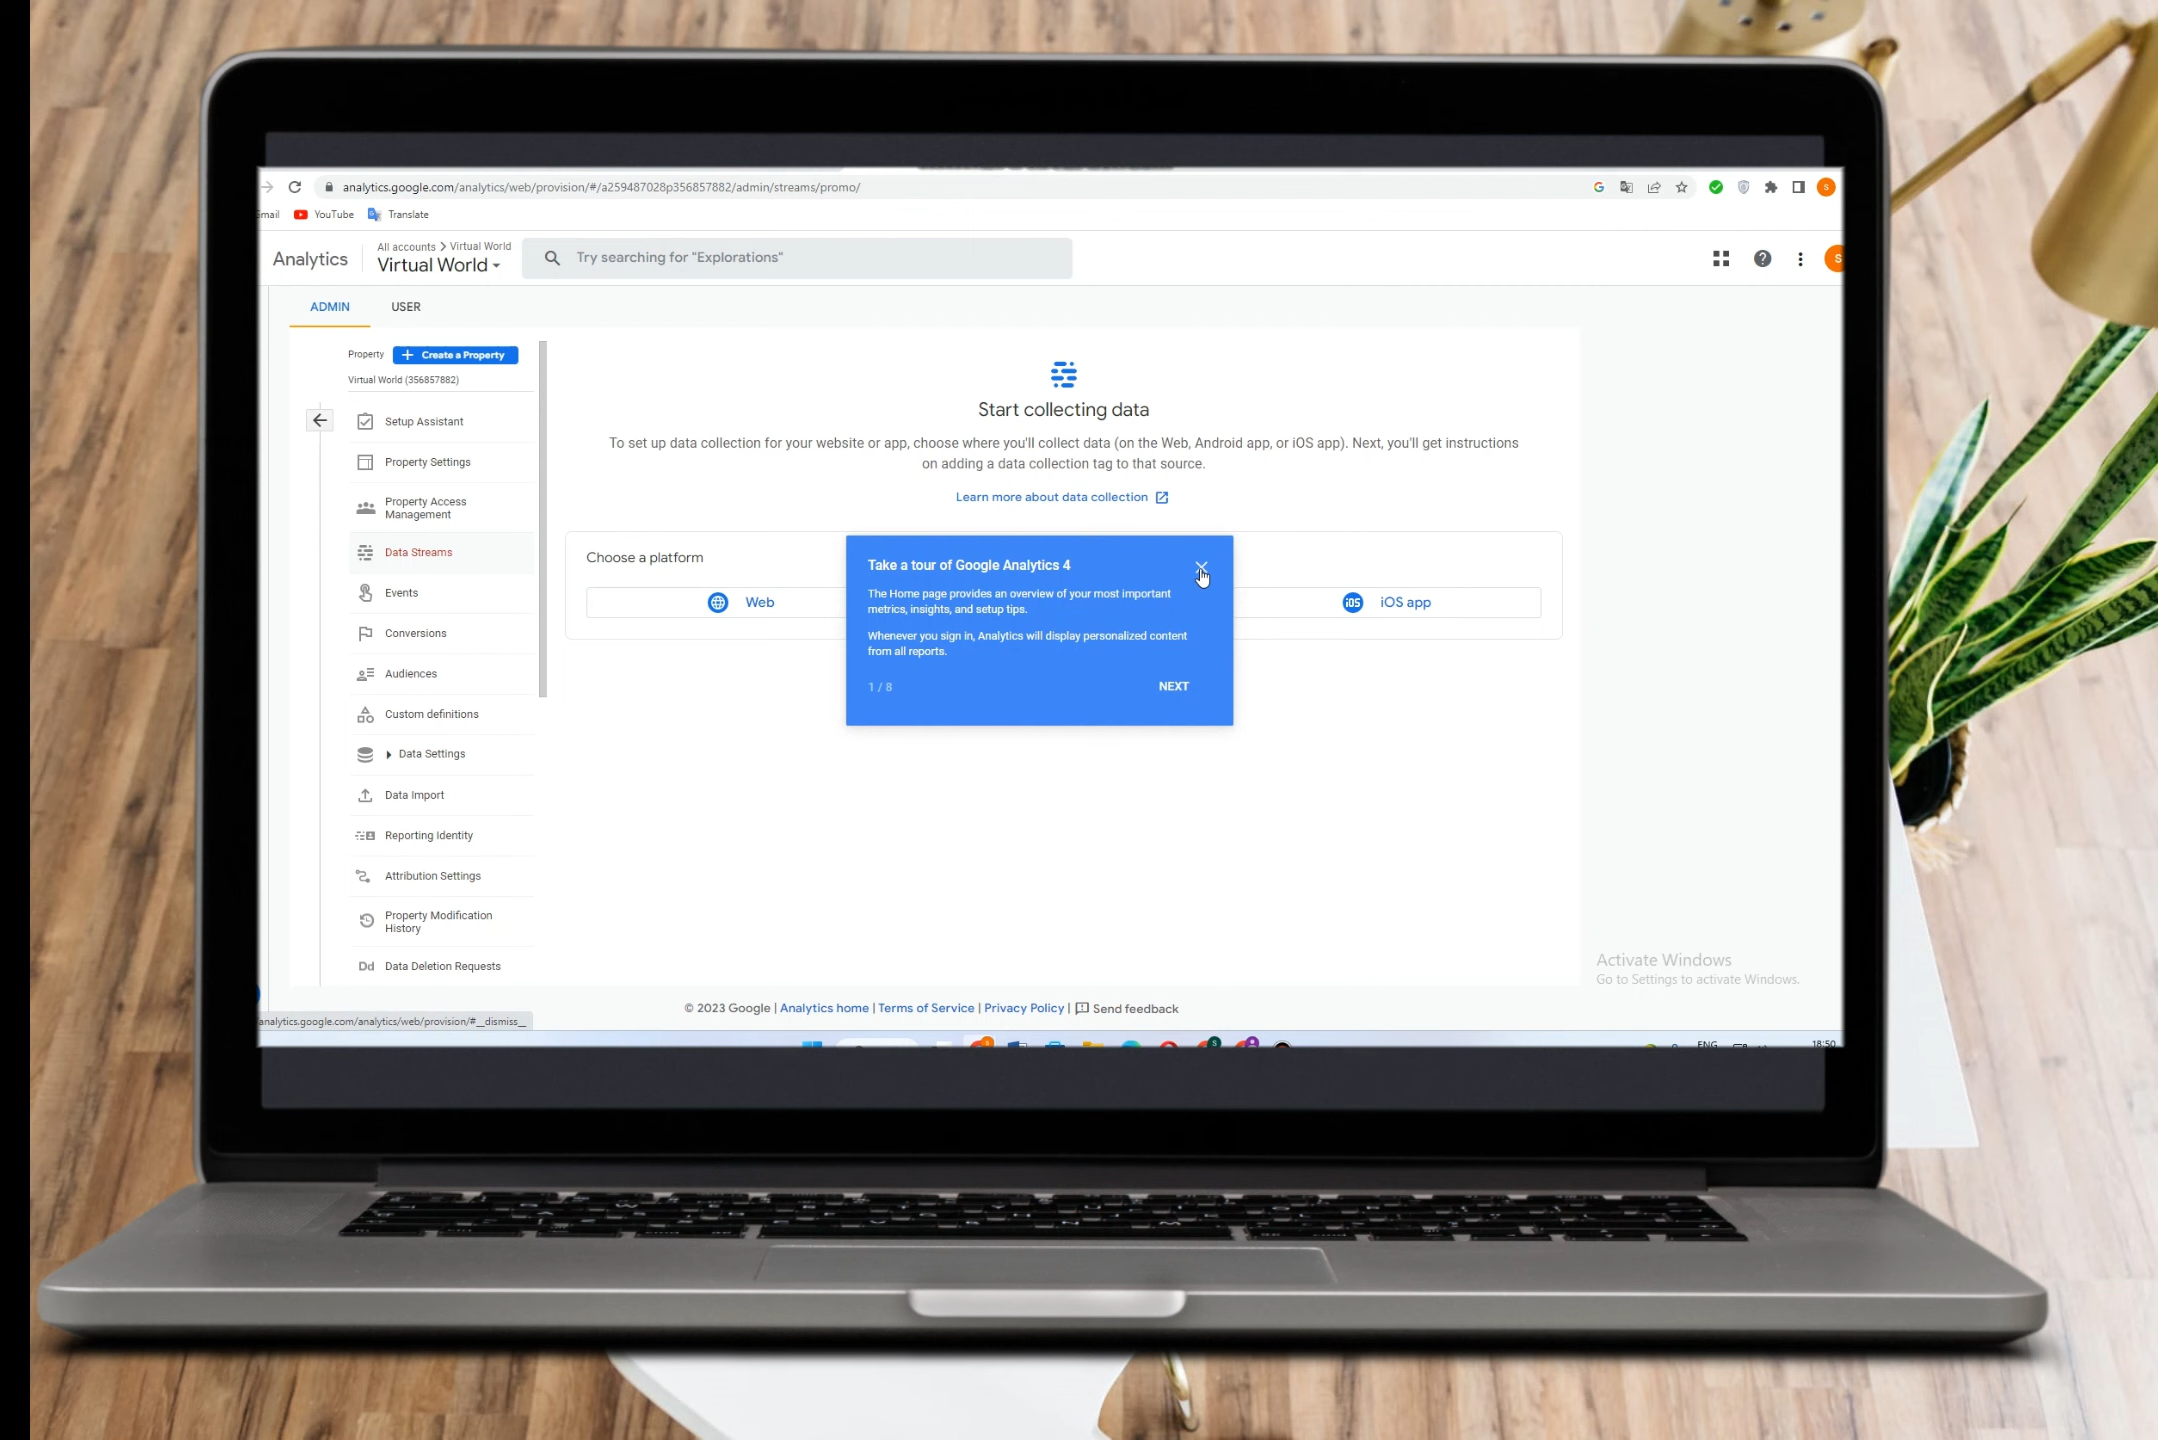 analytics.google.com/analytics/web/provision/#/a259487028p356857882/admin/streams/promo/
S
YouTube
Translate
Analytics
All accounts > Virtual World
Virtual World
Try searching for "Explorations"
S
ADMIN
USER
Property
+ Create a Property
Virtual World (356857882)
Setup Assistant
Property Settings
Property Access
Management
Data Streams
Events
Conversions
Audiences
Custom definitions
Data Settings
Data Import
Reporting Identity
Attribution Settings
Property Modification
History
Dd Data Deletion Requests
Start collecting data
To set up data collection for your website or app, choose where you'll collect data (on the Web, Android app, or iOS app). Next, you'll get instructions
on adding a data collection tag to that source.
Learn more about data collection
Choose a platform
Web
iOS iOS app
Take a tour of Google Analytics 4
The Home page provides an overview of your most important
metrics, insights, and setup tips.
Whenever you sign in, Analytics will display personalized content
from all reports.
1 / 8
NEXT
Activate Windows
Go to Settings to activate Windows.
© 2023 Google | Analytics home | Terms of Service | Privacy Policy | Send feedback
analytics.google.com/analytics/web/provision/#__dismiss__
ENG
18:50